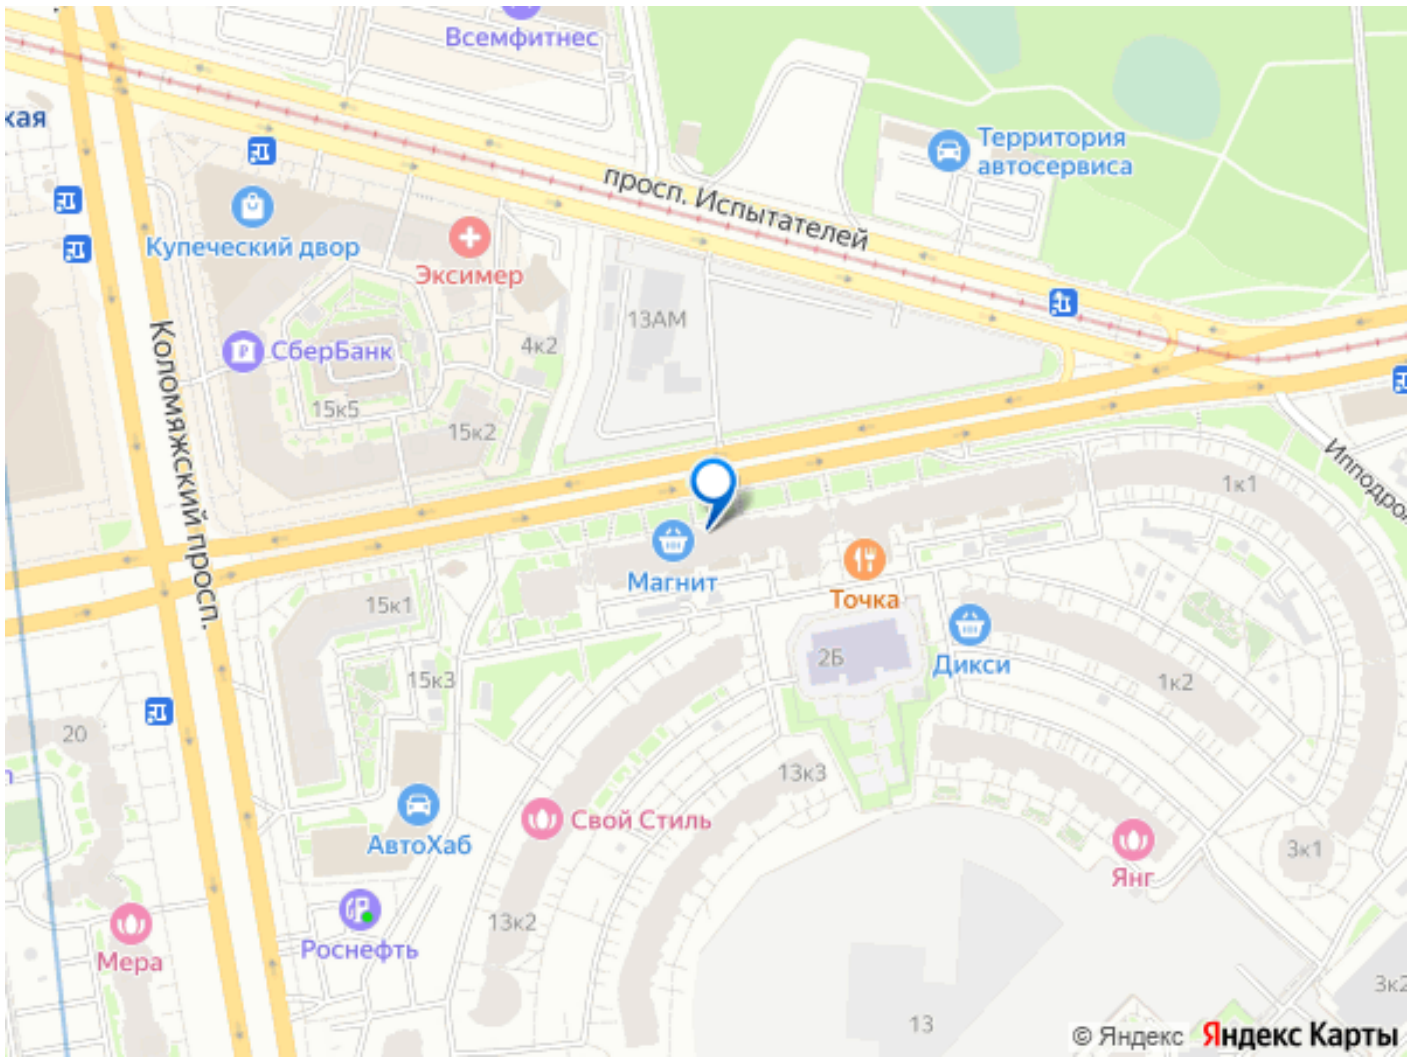 Всемфитнес
кая
Территория
автосервиса
просп. Испытателей
Купеческий двор
Эксимер
13АМ
4к2
СберБанк
15к5
15к2
Коломяжский просп.
Ипподром
1к1
Магнит
Точка
15к1
2Б
Дикси
15к3
1к2
20
п
13к3
АвтоХаб
Свой Стиль
Янг
3к1
13к2
Роснефть
Мера
3к2
13
© Яндекс Яндекс Карты